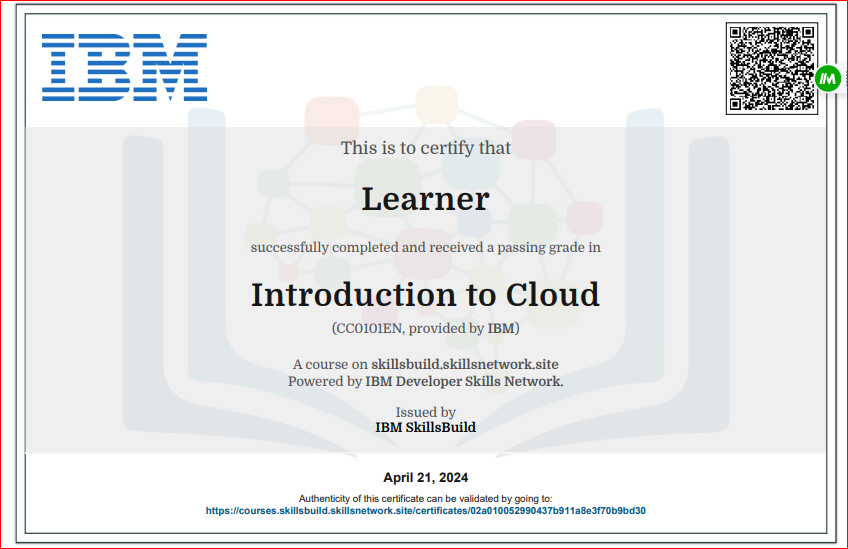 IBM
This is to certify that
Learner
successfully completed and received a passing grade in
Introduction to Cloud
(CC0101EN, provided by IBM)
A course on skillsbuild.skillsnetwork.site
Powered by IBM Developer Skills Network.
Issued by
IBM SkillsBuild
April 21, 2024
Authenticity of this certificate can be validated by going to:
https://courses.skillsbuild.skillsnetwork.site/certificates/02a010052990437b911a8e3f70b9bd30